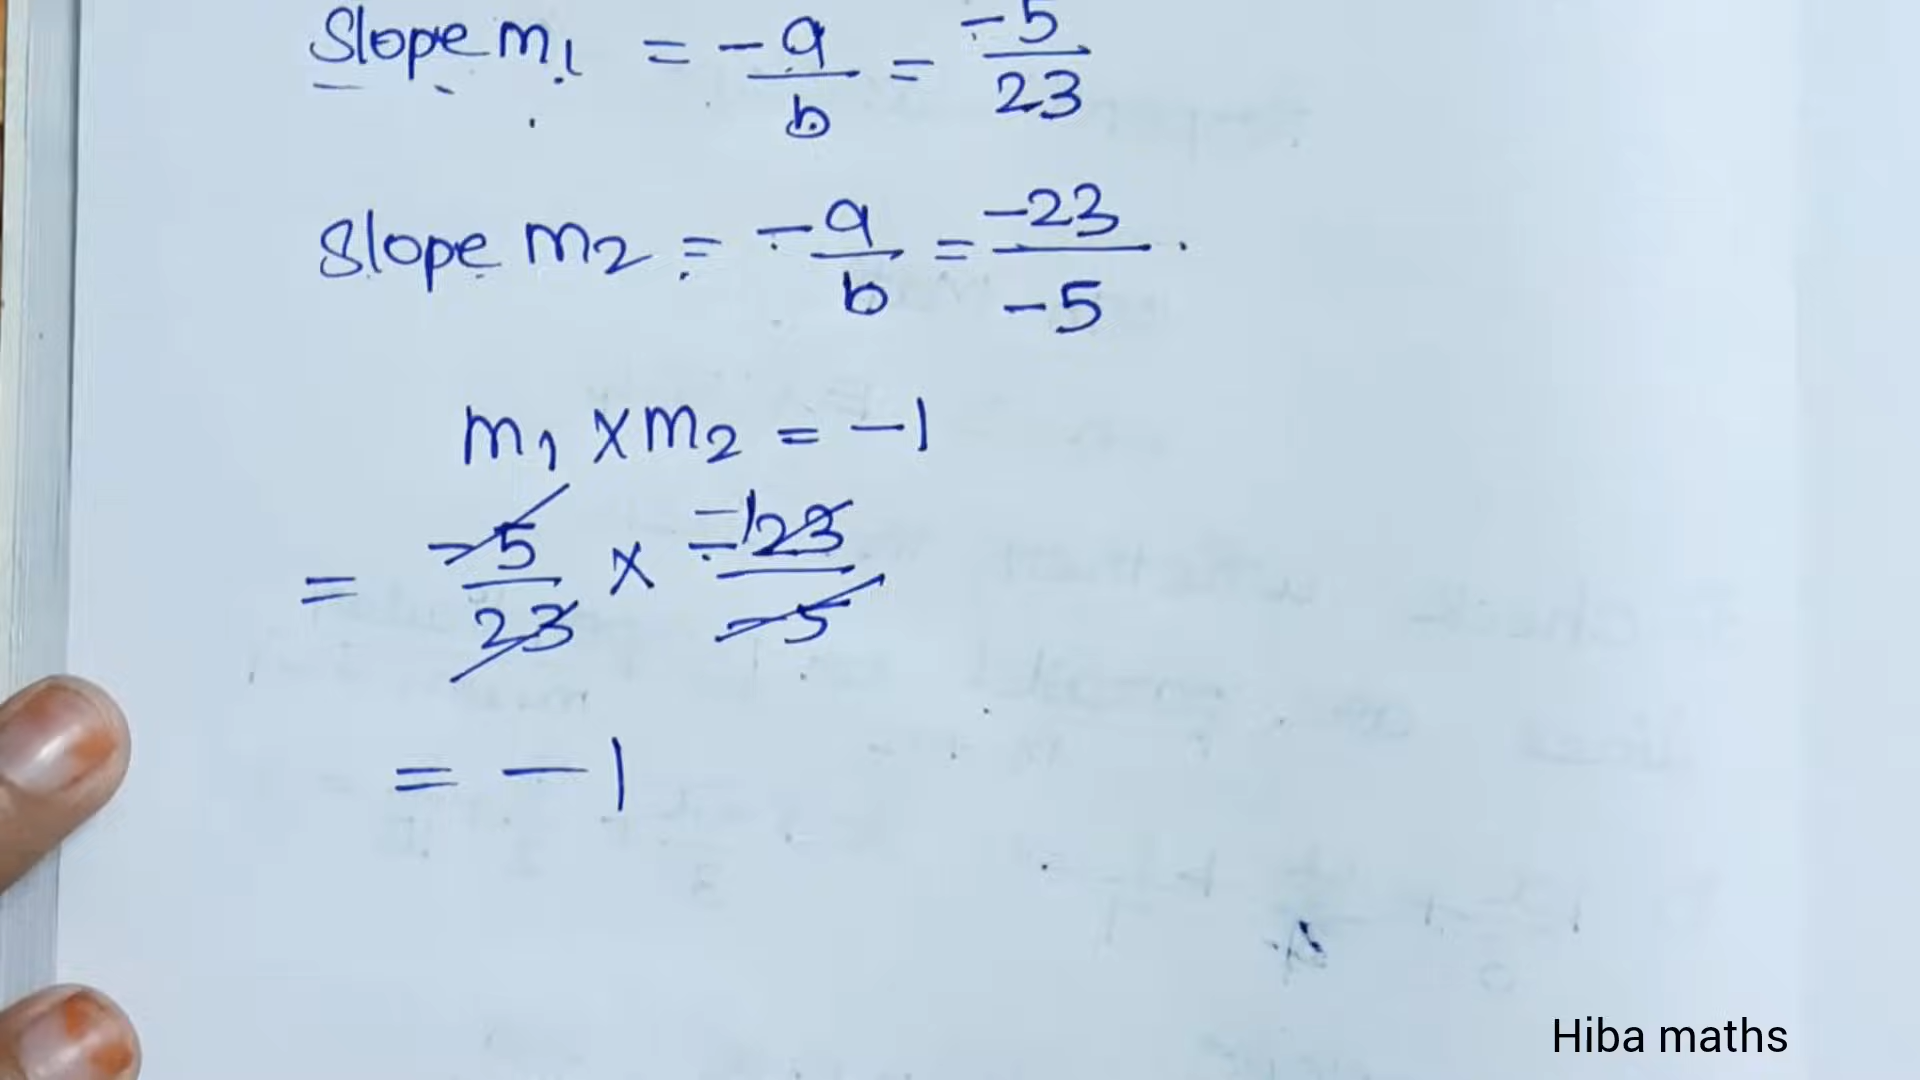 Slope m1 = -a/b = -5/23
Slope m2 = -a/b = -23/-5
m1 × m2 = -1
= -5/23 × -23/-5
= -1
Hiba maths